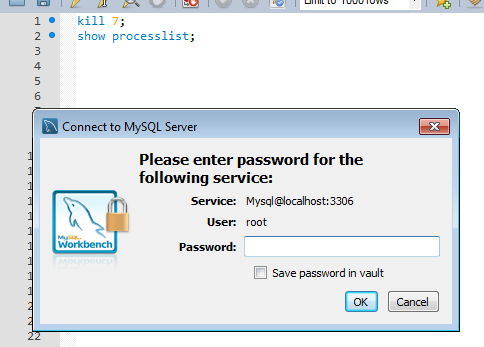 Limit to 1000 rows
1 kill 7;
2 show processlist;
3
4
5
6
Connect to MySQL Server
Please enter password for the
following service:
Service: Mysql@localhost:3306
User: root
Password:
MySQL
Workbench
Save password in vault
OK Cancel
22